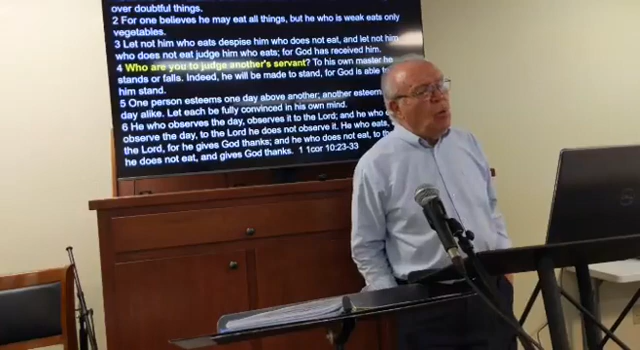 over doubtful things.
2 For one believes he may eat all things, but he who is weak eats only
vegetables.
3 Let not him who eats despise him who does not eat, and let not him
who does not eat judge him who eats; for God has received him.
4 Who are you to judge another's servant? To his own master he
stands or falls. Indeed, he will be made to stand, for God is able
him stand.
5 One person esteems one day above another; another esteems
day alike. Let each be fully convinced in his own mind.
6 He who observes the day, observes it to the Lord; and he who
observe the day, to the Lord he does not observe it. He who eats,
the Lord, for he gives God thanks; and he who does not eat, to the
he does not eat, and gives God thanks. 1 1cor 10:23-33
DELL